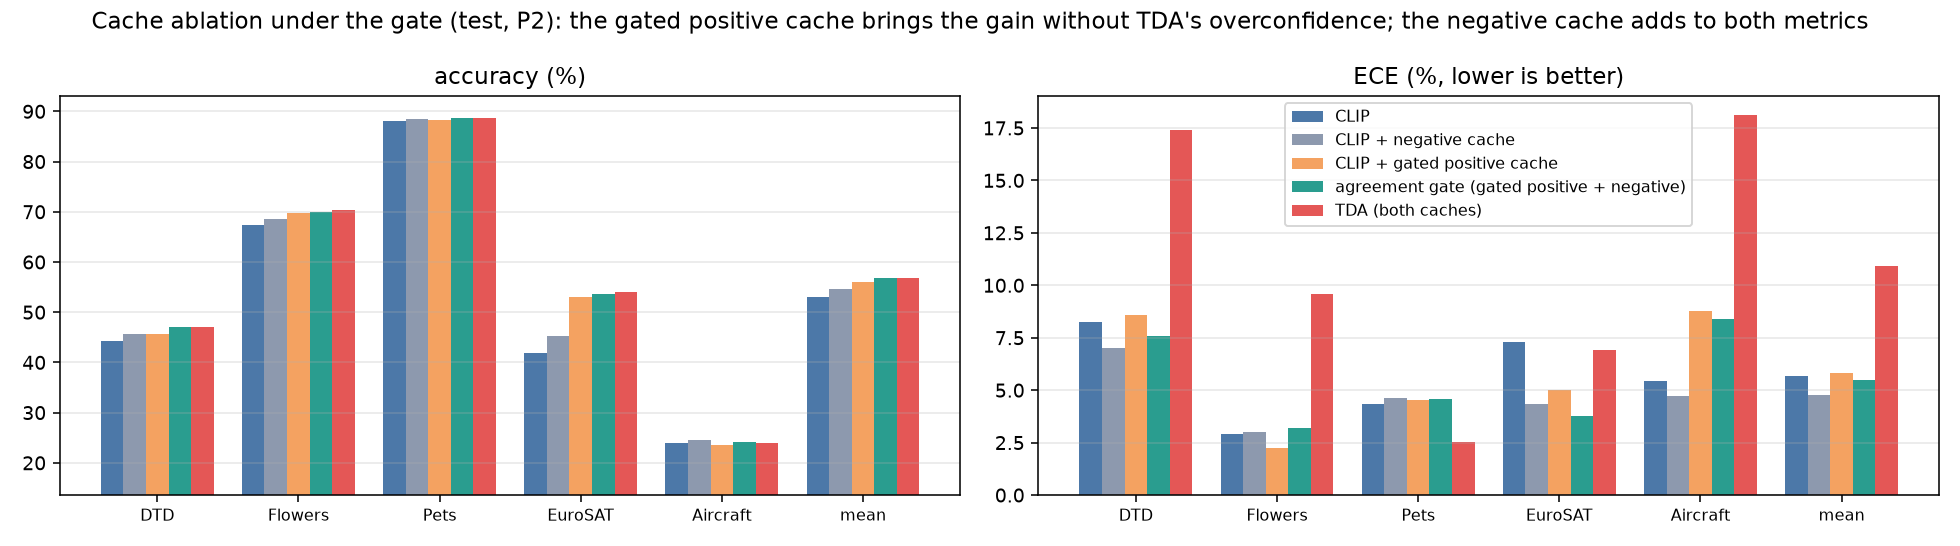 Cache ablation under the gate (test, P2): the gated positive cache brings the gain without TDA's overconfidence; the negative cache adds to both metrics
accuracy (%)
90
80
70
60
50
40
30
20
DTD
Flowers
Pets
EuroSAT
Aircraft
mean
ECE (%, lower is better)
17.5
15.0
12.5
10.0
7.5
5.0
2.5
0.0
CLIP
CLIP + negative cache
CLIP + gated positive cache
agreement gate (gated positive + negative)
TDA (both caches)
DTD
Flowers
Pets
EuroSAT
Aircraft
mean